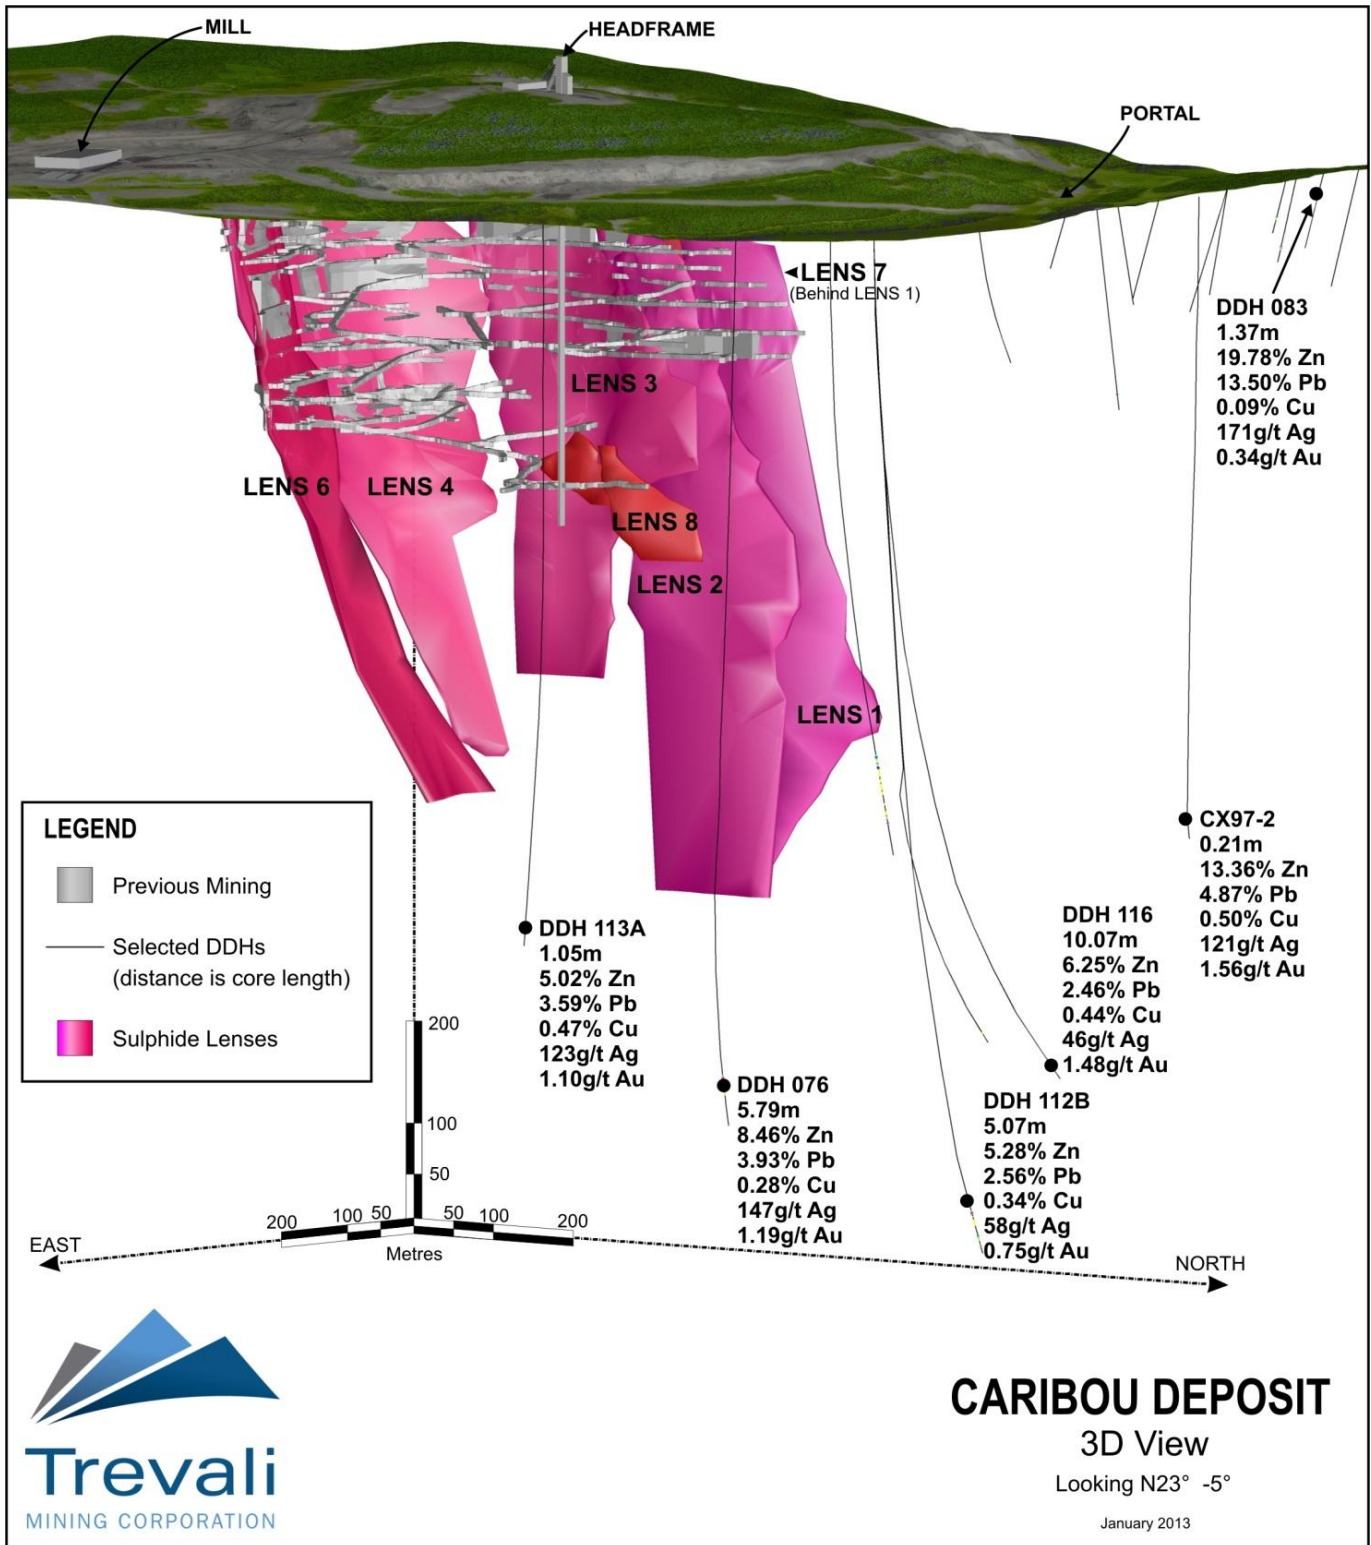 MILL
HEADFRAME
PORTAL
LENS 7
(Behind LENS 1)
DDH 083
1.37m
19.78% Zn
13.50% Pb
0.09% Cu
171g/t Ag
0.34g/t Au
LENS 3
LENS 6
LENS 4
LENS 8
LENS 2
LENS 1
LEGEND
Previous Mining
Selected DDHs
(distance is core length)
Sulphide Lenses
CX97-2
0.21m
13.36% Zn
4.87% Pb
0.50% Cu
121g/t Ag
1.56g/t Au
DDH 116
10.07m
6.25% Zn
2.46% Pb
0.44% Cu
46g/t Ag
1.48g/t Au
DDH 113A
1.05m
5.02% Zn
3.59% Pb
0.47% Cu
123g/t Ag
1.10g/t Au
DDH 076
5.79m
8.46% Zn
3.93% Pb
0.28% Cu
147g/t Ag
1.19g/t Au
DDH 112B
5.07m
5.28% Zn
2.56% Pb
0.34% Cu
58g/t Ag
0.75g/t Au
200
100
50
200 100 50 50 100 200
Metres
EAST
NORTH
Trevali
MINING CORPORATION
CARIBOU DEPOSIT
3D View
Looking N23° -5°
January 2013